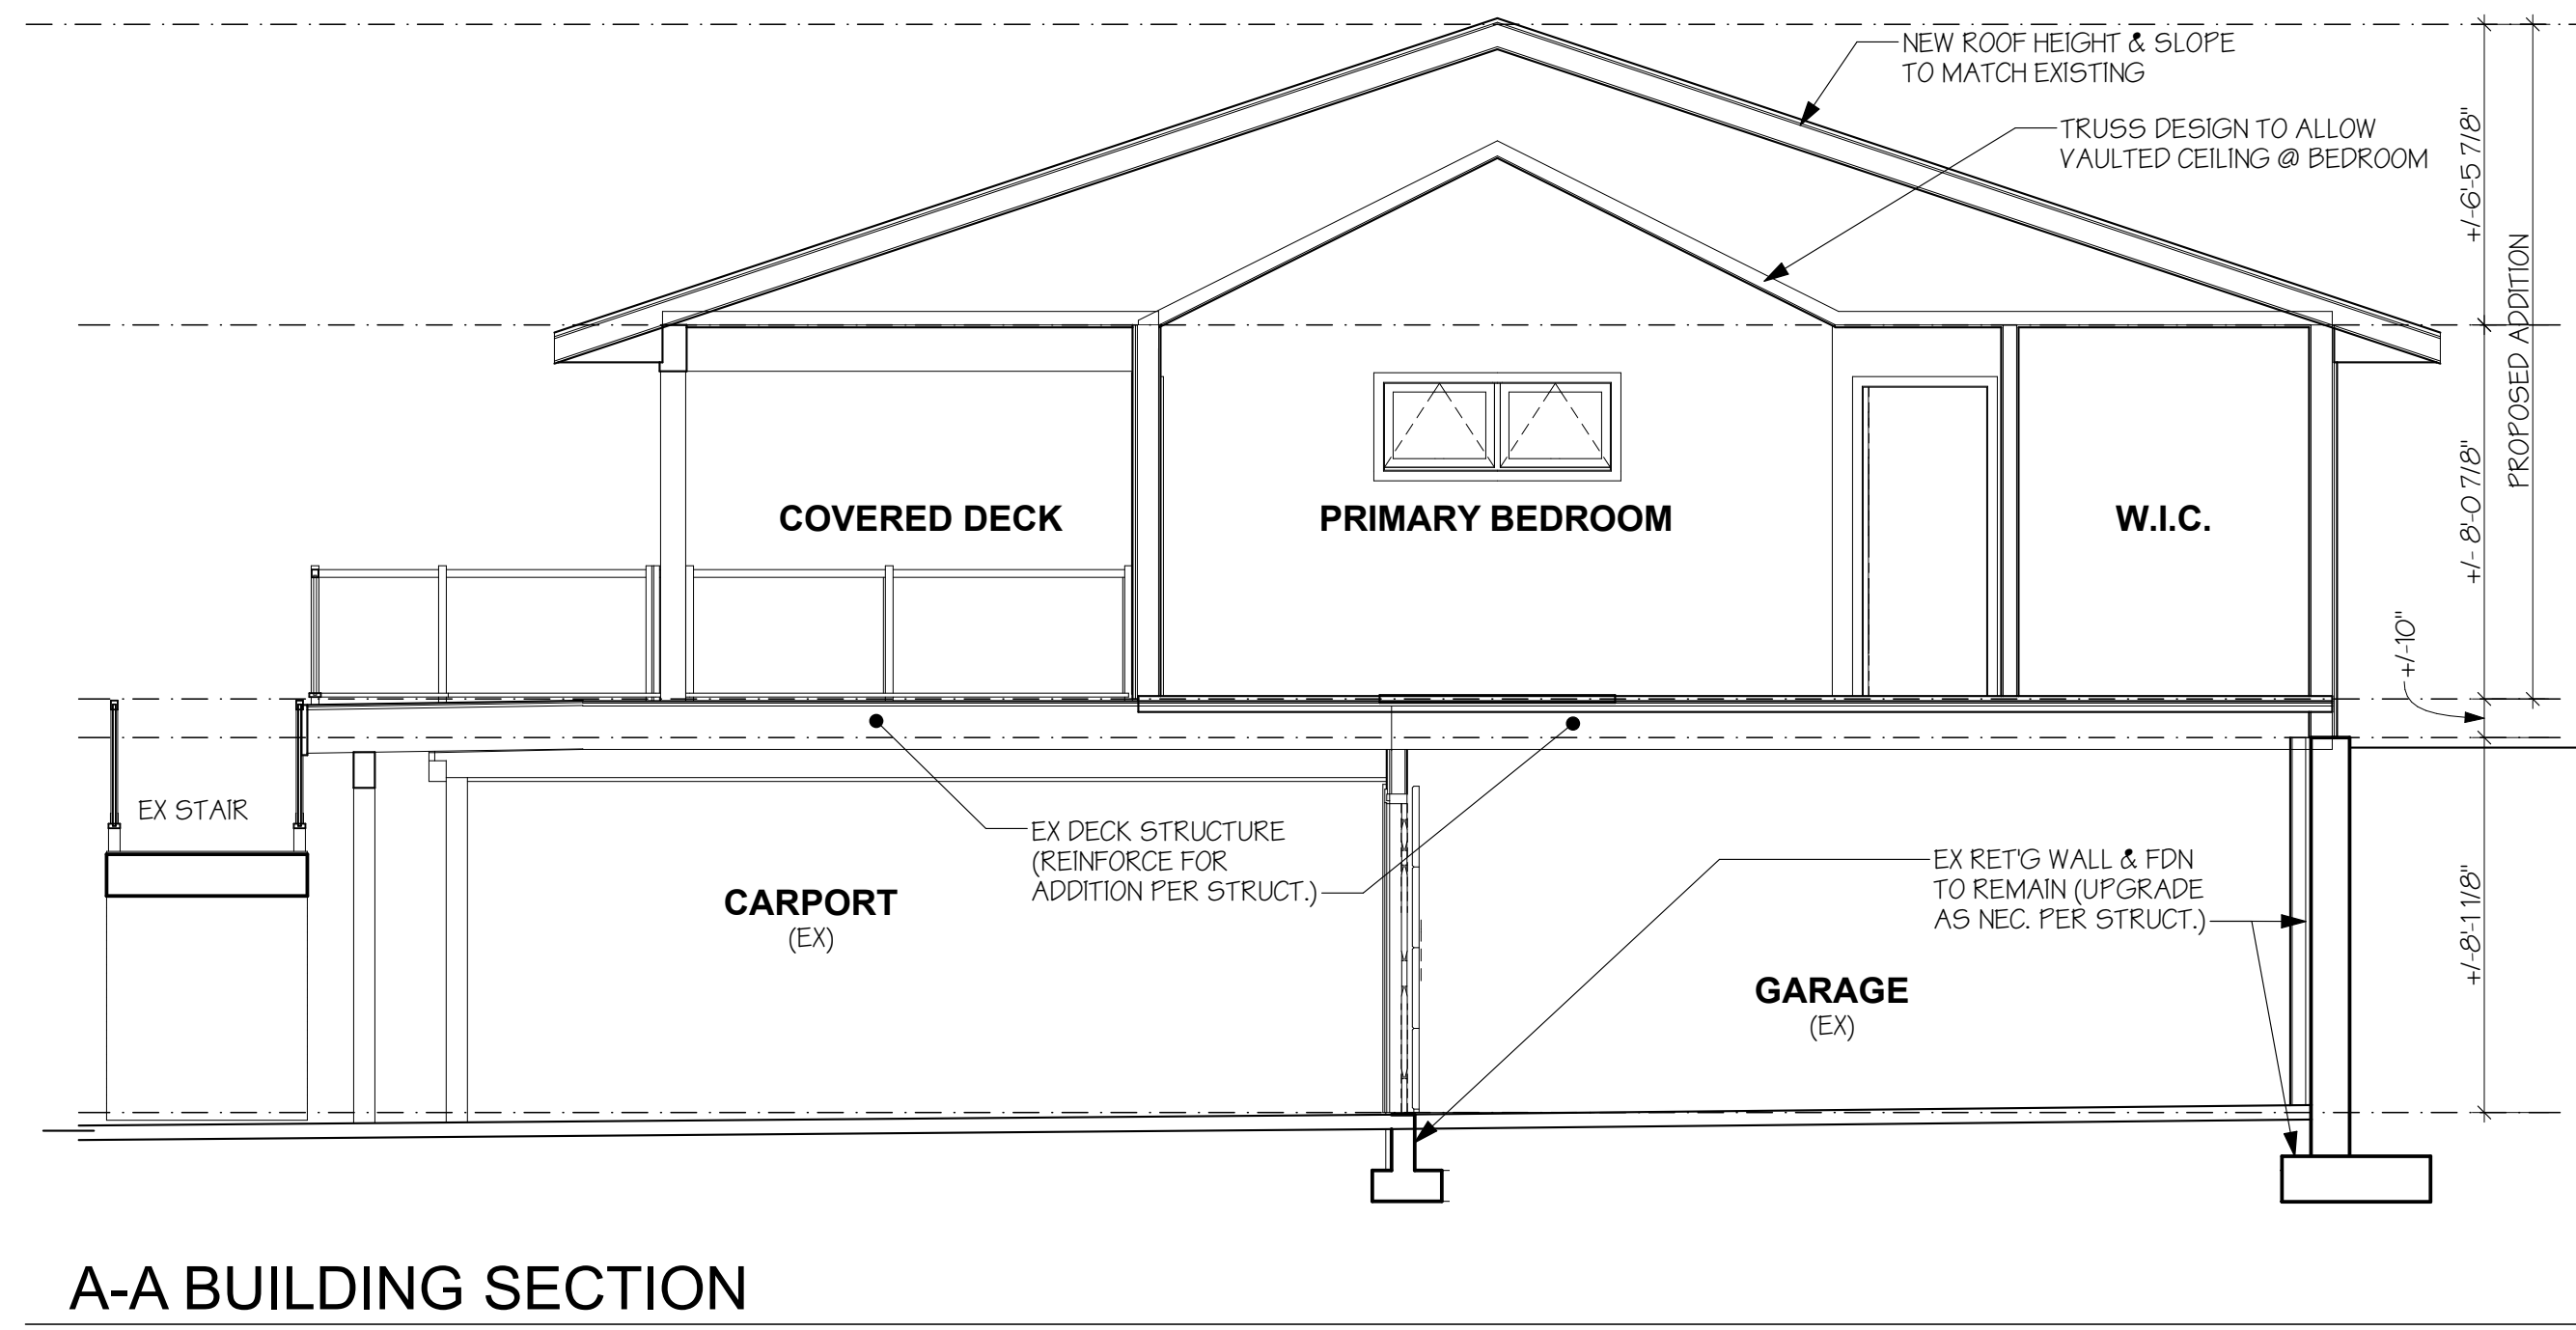 NEW ROOF HEIGHT & SLOPE
TO MATCH EXISTING
TRUSS DESIGN TO ALLOW
VAULTED CEILING @ BEDROOM
+/-6'-5 7/8"
PROPOSED ADDITION
COVERED DECK
PRIMARY BEDROOM
W.I.C.
+/- 8'-0 7/8"
+/-10"
EX STAIR
EX DECK STRUCTURE
(REINFORCE FOR
ADDITION PER STRUCT.)
EX RET'G WALL & FDN
TO REMAIN (UPGRADE
AS NEC. PER STRUCT.)
CARPORT
(EX)
GARAGE
(EX)
+/-8'-1 1/8"
A-A BUILDING SECTION